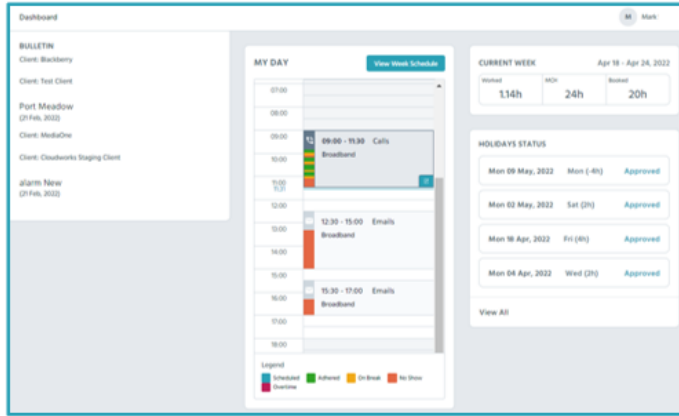 Dashboard
M Mark
BULLETIN
Client: Blackberry
Client: Test Client
Port Meadow
(21 Feb, 2022)
Client: MediaOne
Client: Cloudworks Staging Client
alarm New
(21 Feb, 2022)
MY DAY
View Week Schedule
07:00
08:00
09:00
10:00
11:00
11:31
12:00
13:00
14:00
15:00
16:00
17:00
18:00
09:00 - 11:30 Calls
Broadband
12:30 - 15:00 Emails
Broadband
15:30 - 17:00 Emails
Broadband
Legend
Scheduled Adhered On Break No Show
Overtime
CURRENT WEEK Apr 18 - Apr 24, 2022
Worked MCH Booked
1.14h 24h 20h
HOLIDAYS STATUS
Mon 09 May, 2022 Mon (-4h) Approved
Mon 02 May, 2022 Sat (2h) Approved
Mon 18 Apr, 2022 Fri (4h) Approved
Mon 04 Apr, 2022 Wed (2h) Approved
View All